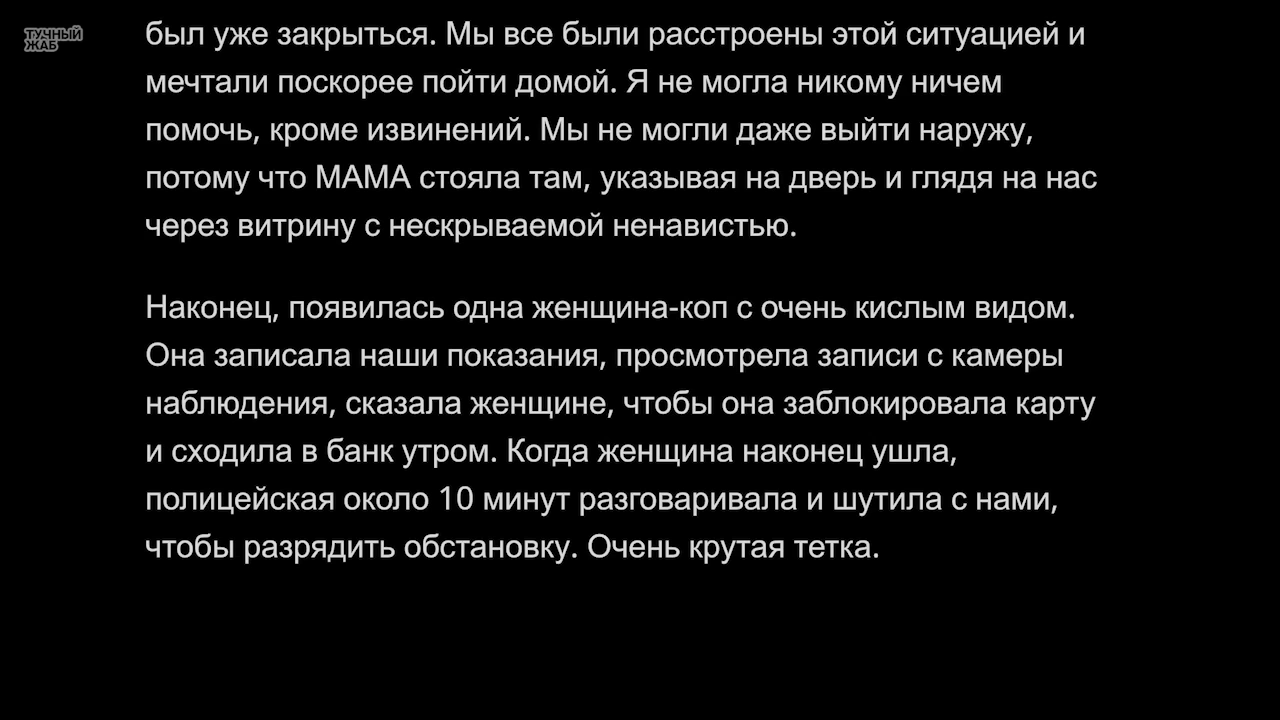 ТУЧНЫЙ
ЖАБ
был уже закрыться. Мы все были расстроены этой ситуацией и
мечтали поскорее пойти домой. Я не могла никому ничем
помочь, кроме извинений. Мы не могли даже выйти наружу,
потому что МАМА стояла там, указывая на дверь и глядя на нас
через витрину с нескрываемой ненавистью.
Наконец, появилась одна женщина-коп с очень кислым видом.
Она записала наши показания, просмотрела записи с камеры
наблюдения, сказала женщине, чтобы она заблокировала карту
и сходила в банк утром. Когда женщина наконец ушла,
полицейская около 10 минут разговаривала и шутила с нами,
чтобы разрядить обстановку. Очень крутая тетка.